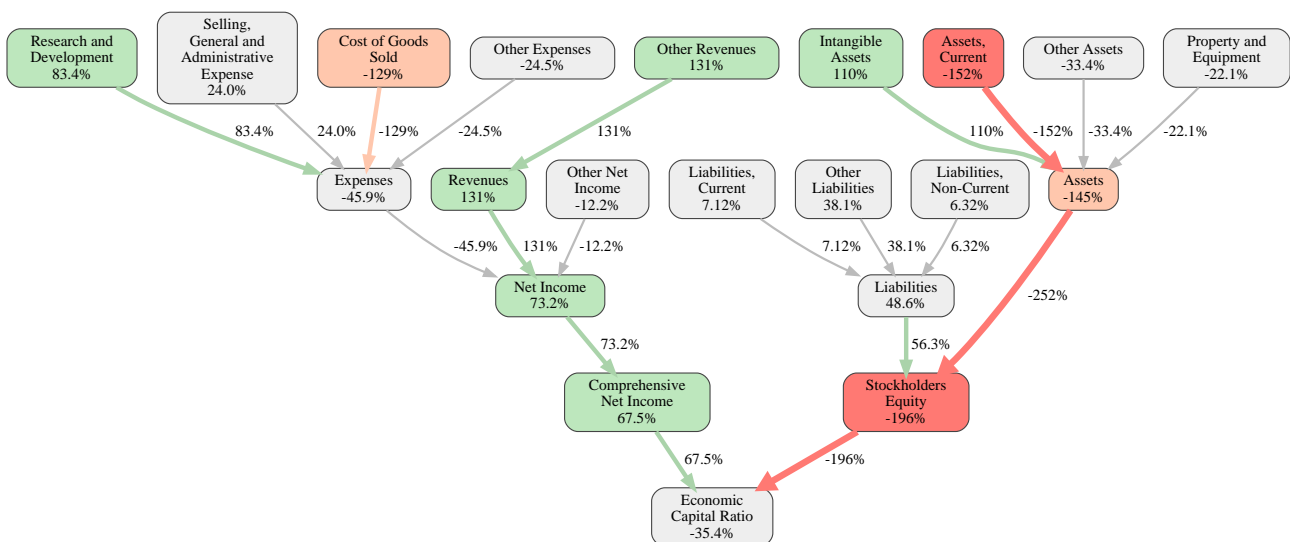 Research and
Development
83.4%
Selling,
General and
Administrative
Expense
24.0%
Cost of Goods
Sold
-129%
Other Expenses
-24.5%
Other Revenues
131%
Intangible
Assets
110%
Assets,
Current
-152%
Other Assets
-33.4%
Property and
Equipment
-22.1%
83.4%
24.0%
-129%
-24.5%
131%
110%
-152%
-33.4%
-22.1%
Expenses
-45.9%
Revenues
131%
Other Net
Income
-12.2%
Liabilities,
Current
7.12%
Other
Liabilities
38.1%
Liabilities,
Non-Current
6.32%
Assets
-145%
-45.9%
131%
-12.2%
7.12%
38.1%
6.32%
Net Income
73.2%
Liabilities
48.6%
-252%
73.2%
56.3%
Comprehensive
Net Income
67.5%
Stockholders
Equity
-196%
67.5%
-196%
Economic
Capital Ratio
-35.4%